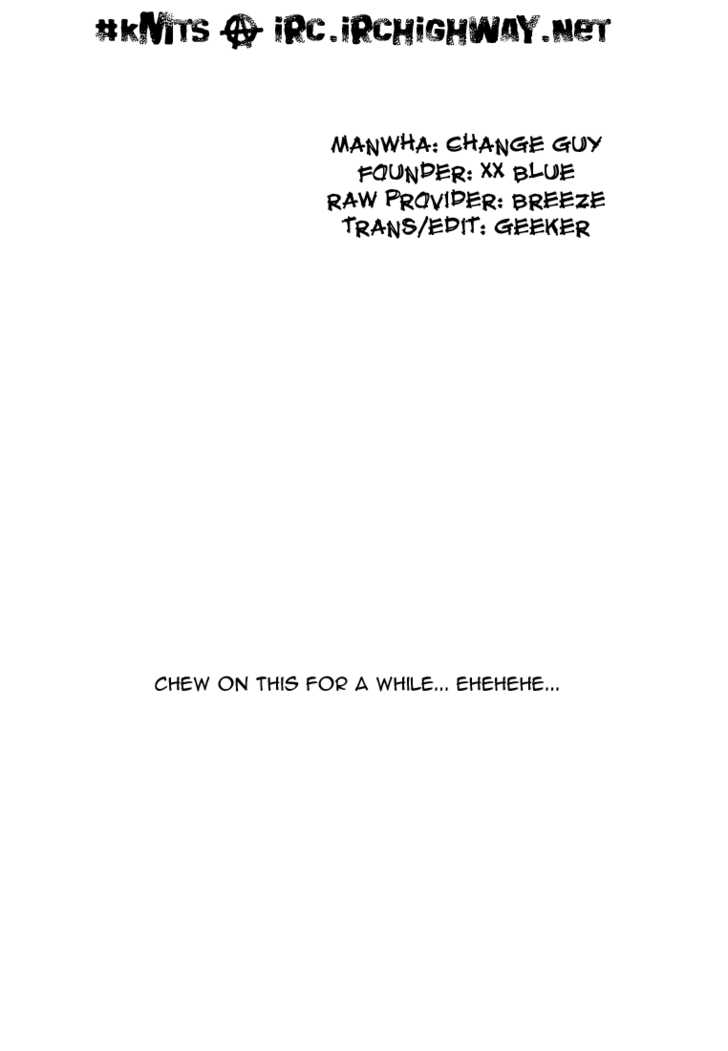 #kMTS @ iRC.iRCHiGHWAY.NeT
MANWHA: CHANGE GUY
FOUNDER: XX BLUE
RAW PROVIDER: BREEZE
TRANS/EDIT: GEEKER
CHEW ON THIS FOR A WHILE... EHEHEHE...